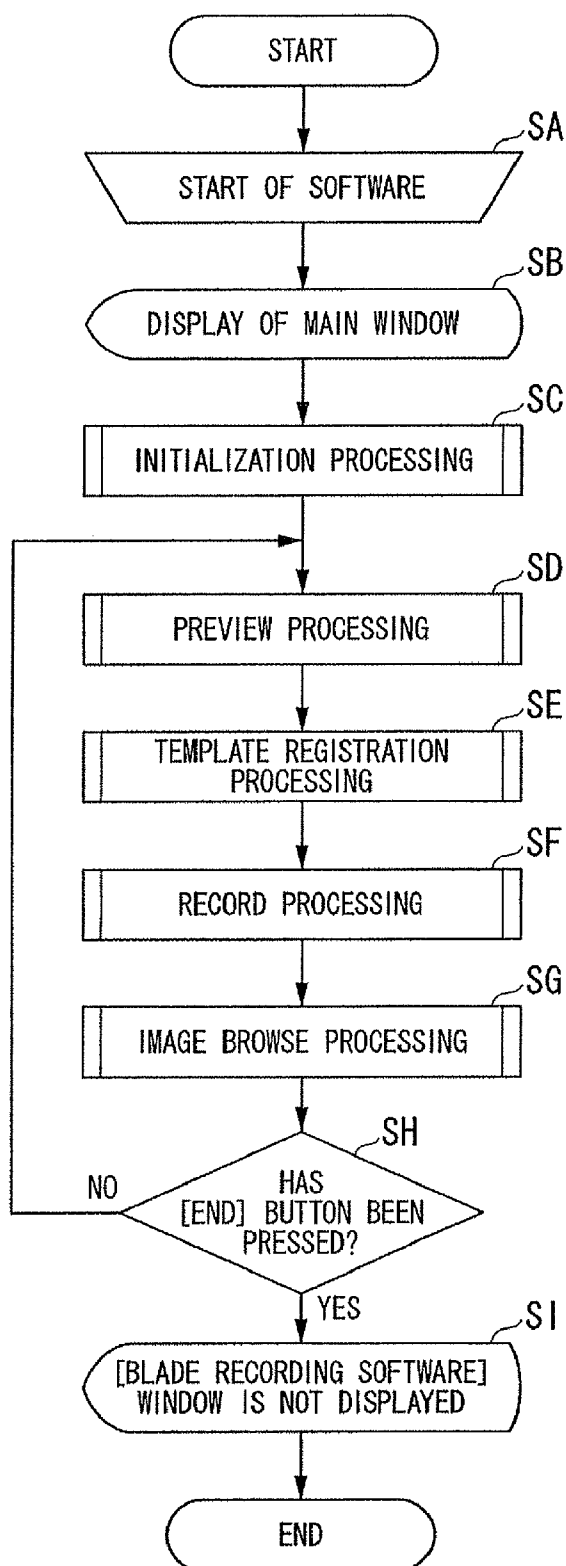 START
SA
START OF SOFTWARE
SB
DISPLAY OF MAIN WINDOW
SC
INITIALIZATION PROCESSING
SD
PREVIEW PROCESSING
SE
TEMPLATE REGISTRATION
PROCESSING
SF
RECORD PROCESSING
SG
IMAGE BROWSE PROCESSING
SH
HAS
[END] BUTTON BEEN
PRESSED?
NO
YES
SI
[BLADE RECORDING SOFTWARE]
WINDOW IS NOT DISPLAYED
END